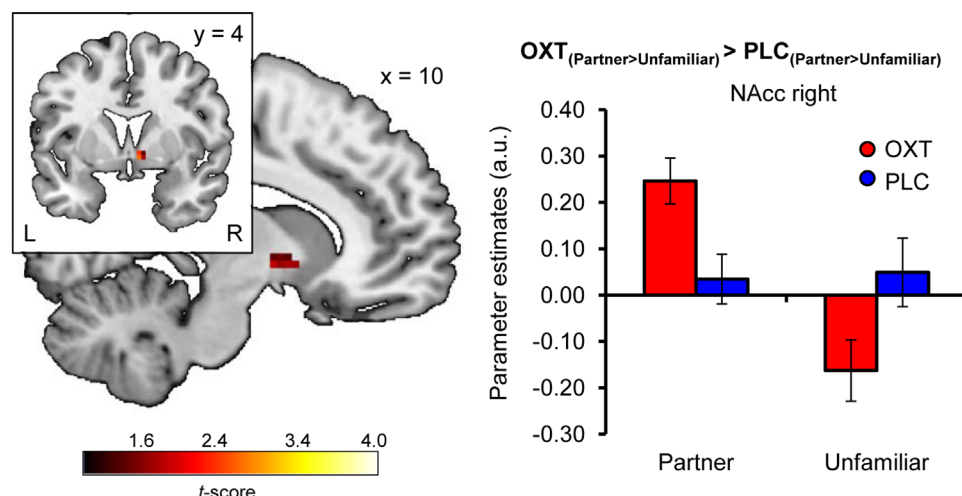 y = 4
x = 10
L
R
1.6 2.4 3.4 4.0
t-score
OXT(Partner>Unfamiliar) > PLC(Partner>Unfamiliar)
NAcc right
OXT
PLC
Parameter estimates (a.u.)
0.40
0.30
0.20
0.10
0.00
-0.10
-0.20
-0.30
Partner
Unfamiliar